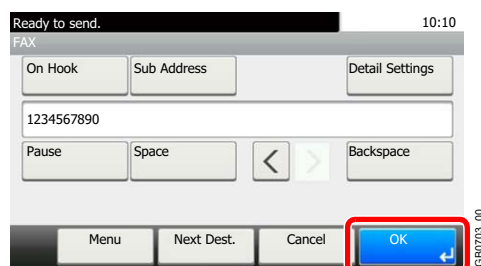 Ready to send. 10:10
FAX
On Hook Sub Address Detail Settings
1234567890
Pause Space < > Backspace
Menu Next Dest. Cancel OK
GB0703_00